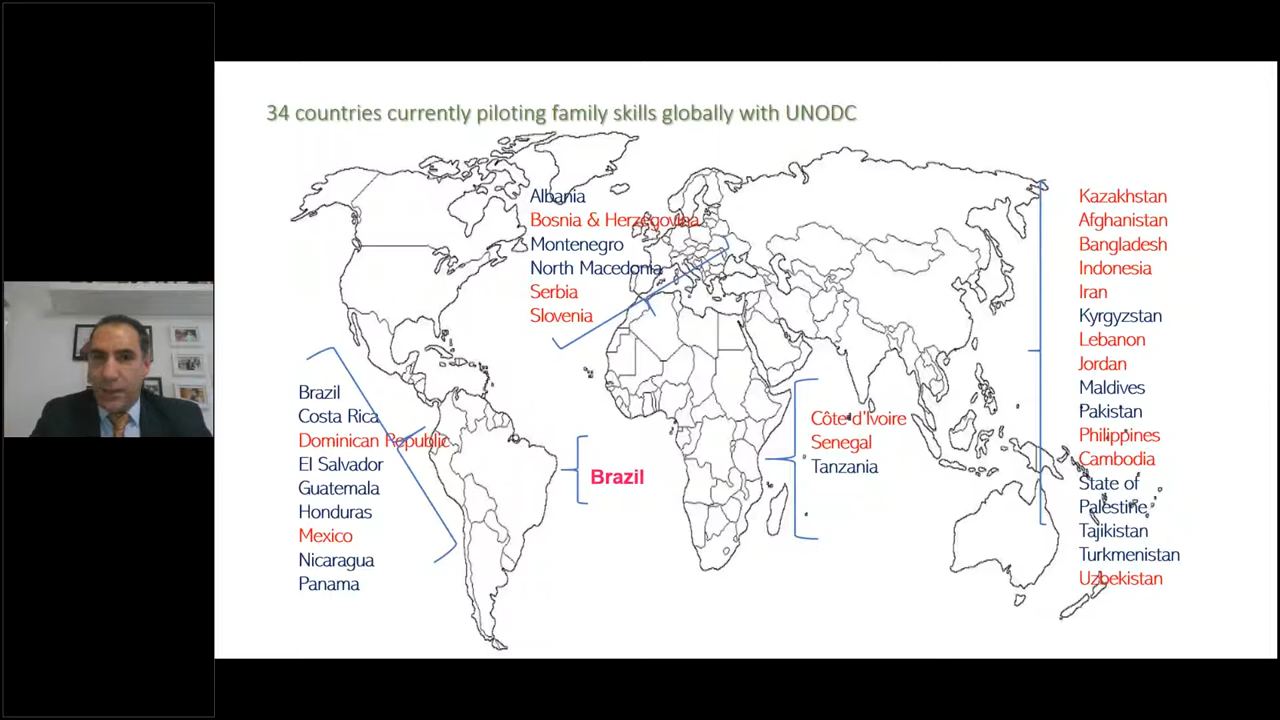 34 countries currently piloting family skills globally with UNODC
Albania
Bosnia & Herzegovina
Montenegro
North Macedonia
Serbia
Slovenia
Brazil
Costa Rica
Dominican Republic
El Salvador
Guatemala
Honduras
Mexico
Nicaragua
Panama
Brazil
Côte d'Ivoire
Senegal
Tanzania
Kazakhstan
Afghanistan
Bangladesh
Indonesia
Iran
Kyrgyzstan
Lebanon
Jordan
Maldives
Pakistan
Philippines
Cambodia
State of
Palestine
Tajikistan
Turkmenistan
Uzbekistan